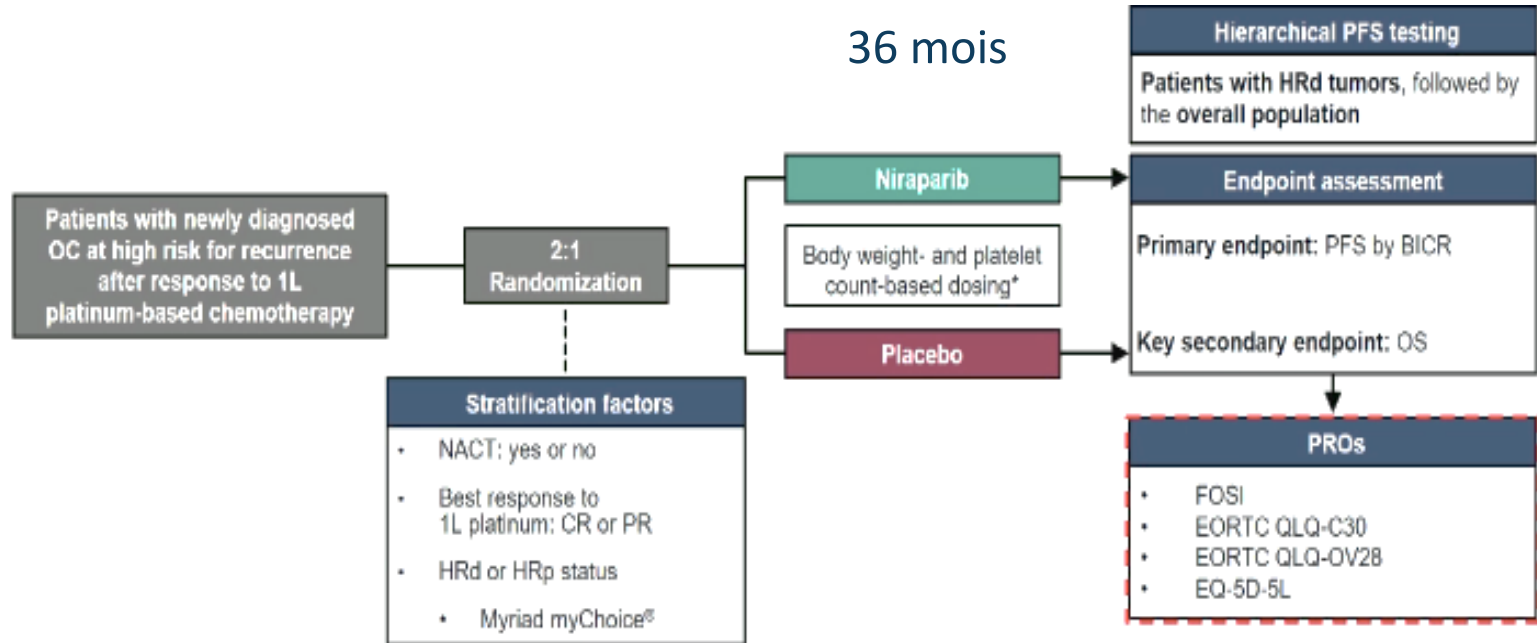 36 mois
Hierarchical PFS testing
Patients with HRd tumors, followed by
the overall population
Patients with newly diagnosed
OC at high risk for recurrence
after response to 1L
platinum-based chemotherapy
2:1
Randomization
Niraparib
Body weight- and platelet
count-based dosing*
Placebo
Endpoint assessment
Primary endpoint: PFS by BICR
Key secondary endpoint: OS
Stratification factors
• NACT: yes or no
• Best response to
1L platinum: CR or PR
• HRd or HRp status
• Myriad myChoice®
PROs
• FOSI
• EORTC QLQ-C30
• EORTC QLQ-OV28
• EQ-5D-5L